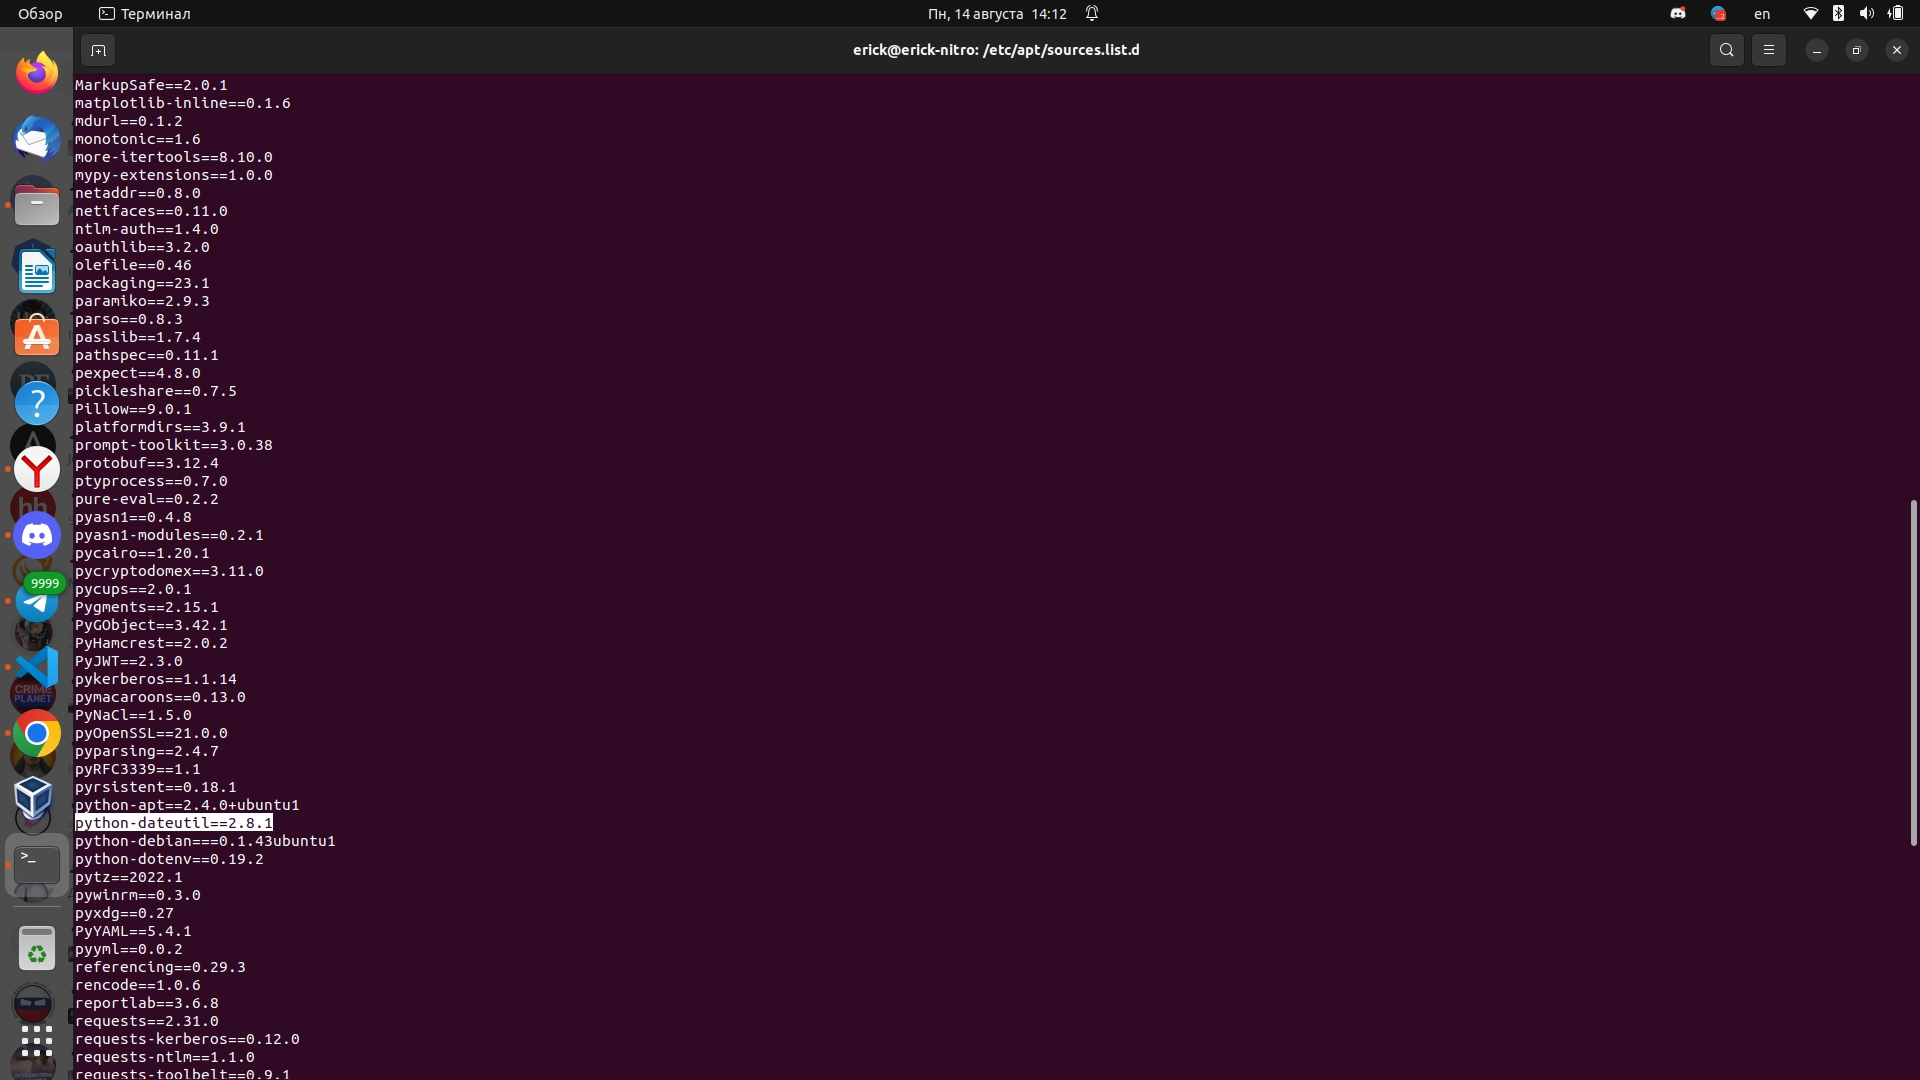 Обзор
Терминал
Пн, 14 августа 14:12
en
erick@erick-nitro: /etc/apt/sources.list.d
MarkupSafe==2.0.1
matplotlib-inline==0.1.6
mdurl==0.1.2
monotonic==1.6
more-itertools==8.10.0
mypy-extensions==1.0.0
netaddr==0.8.0
netifaces==0.11.0
ntlm-auth==1.4.0
oauthlib==3.2.0
olefile==0.46
packaging==23.1
paramiko==2.9.3
parso==0.8.3
passlib==1.7.4
pathspec==0.11.1
pexpect==4.8.0
pickleshare==0.7.5
Pillow==9.0.1
platformdirs==3.9.1
prompt-toolkit==3.0.38
protobuf==3.12.4
ptyprocess==0.7.0
pure-eval==0.2.2
pyasn1==0.4.8
pyasn1-modules==0.2.1
pycairo==1.20.1
pycryptodomex==3.11.0
pycups==2.0.1
Pygments==2.15.1
PyGObject==3.42.1
PyHamcrest==2.0.2
PyJWT==2.3.0
pykerberos==1.1.14
pymacaroons==0.13.0
PyNaCl==1.5.0
pyOpenSSL==21.0.0
pyparsing==2.4.7
pyRFC3339==1.1
pyrsistent==0.18.1
python-apt==2.4.0+ubuntu1
python-dateutil==2.8.1
python-debian===0.1.43ubuntu1
python-dotenv==0.19.2
pytz==2022.1
pywinrm==0.3.0
pyxdg==0.27
PyYAML==5.4.1
pyyml==0.0.2
referencing==0.29.3
rencode==1.0.6
reportlab==3.6.8
requests==2.31.0
requests-kerberos==0.12.0
requests-ntlm==1.1.0
requests-toolbelt==0.9.1
hh
9999
CRIME
PLANET